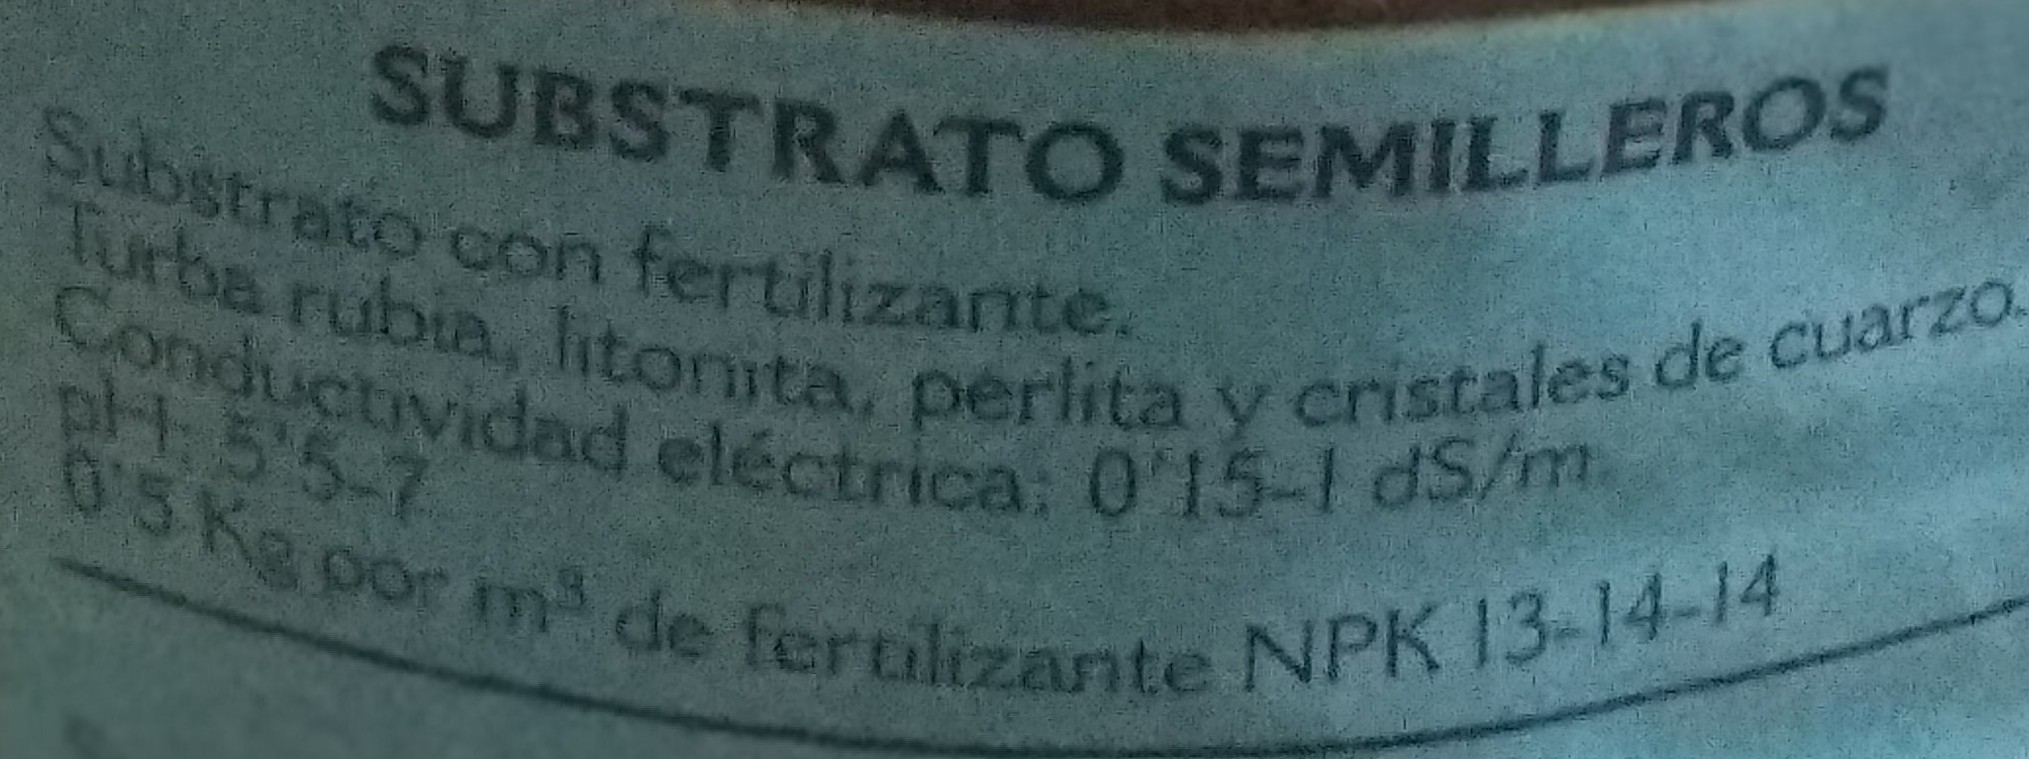 SUBSTRATO SEMILLEROS
Substrato con fertilizante.
Turba rubia, litonita, perlita y cristales de cuarzo.
Conductividad eléctrica: 0'15-1 dS/m
pH: 5'5-7
0'5 Kg por m³ de fertilizante NPK 13-14-14